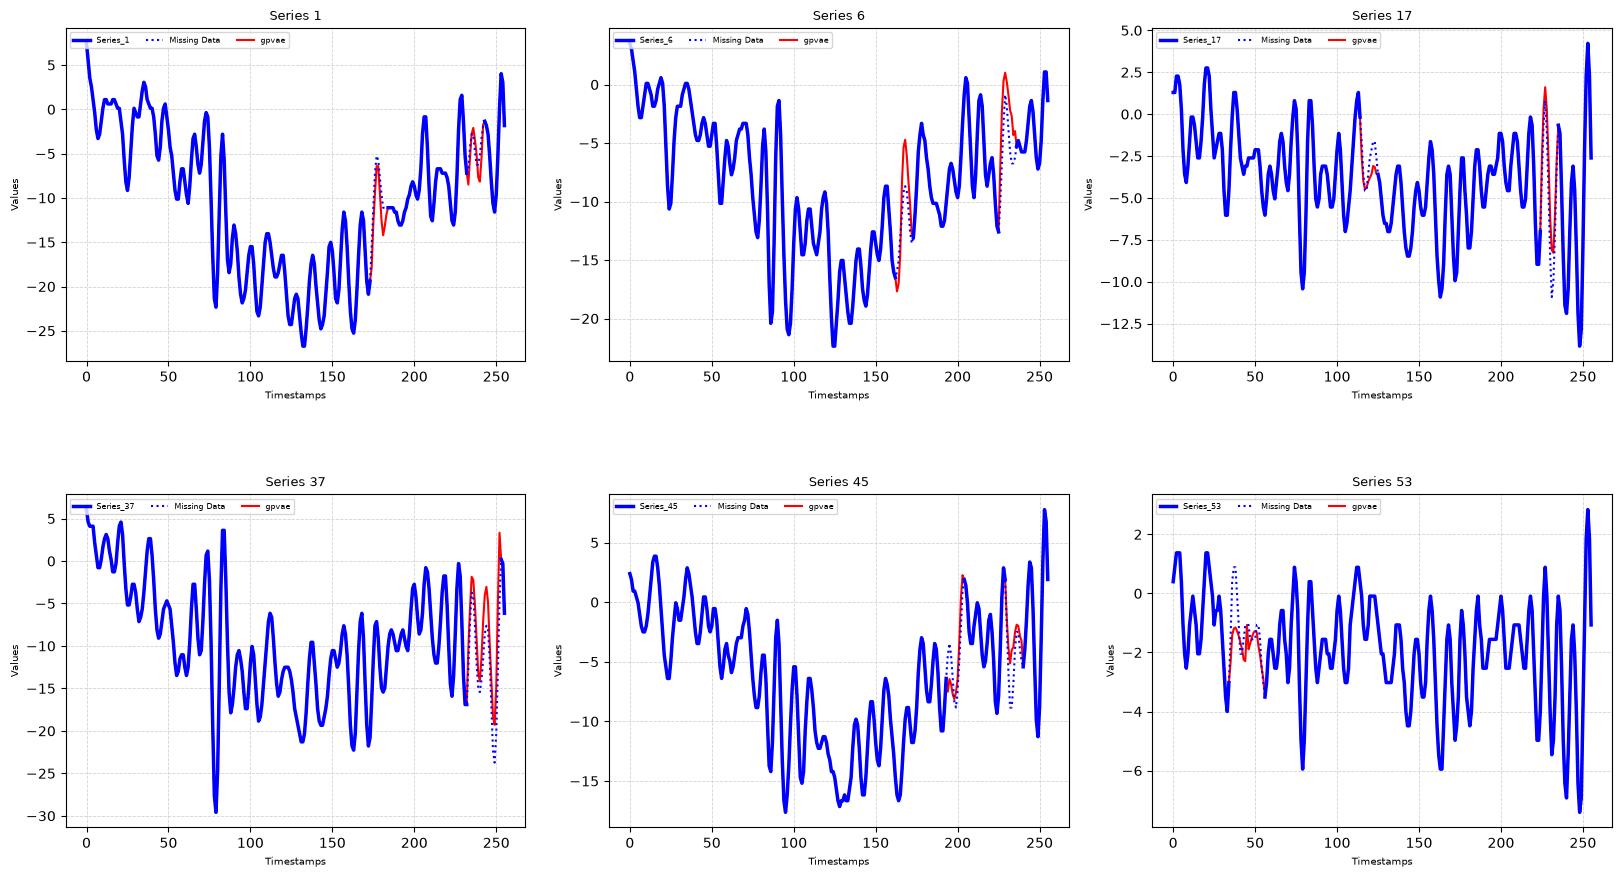 Series 1
Series_1 Missing Data gpvae
Values
5
0
−5
−10
−15
−20
−25
0 50 100 150 200 250
Timestamps
Series 6
Series_6 Missing Data gpvae
Values
0
−5
−10
−15
−20
0 50 100 150 200 250
Timestamps
Series 17
Series_17 Missing Data gpvae
Values
5.0
2.5
0.0
−2.5
−5.0
−7.5
−10.0
−12.5
0 50 100 150 200 250
Timestamps
Series 37
Series_37 Missing Data gpvae
Values
5
0
−5
−10
−15
−20
−25
−30
0 50 100 150 200 250
Timestamps
Series 45
Series_45 Missing Data gpvae
Values
5
0
−5
−10
−15
0 50 100 150 200 250
Timestamps
Series 53
Series_53 Missing Data gpvae
Values
2
0
−2
−4
−6
0 50 100 150 200 250
Timestamps